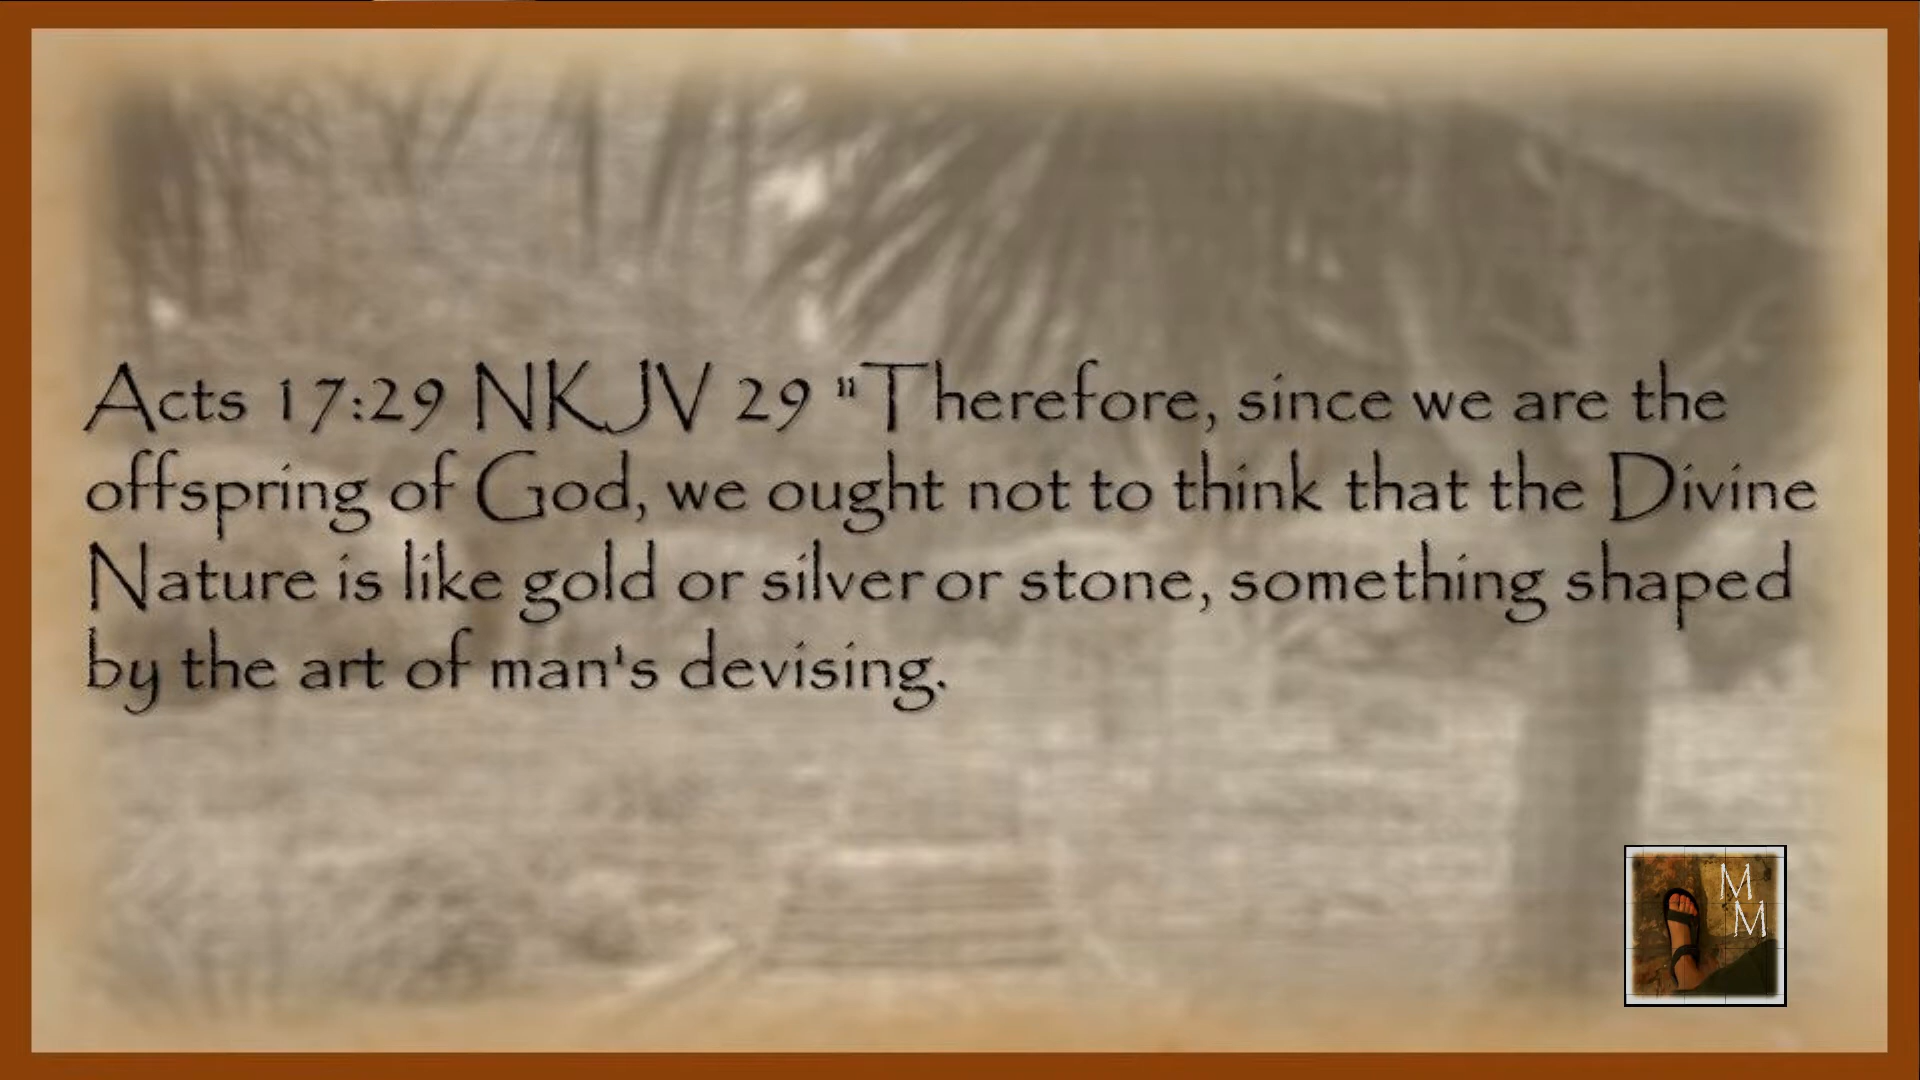 Acts 17:29 NKJV 29 "Therefore, since we are the
offspring of God, we ought not to think that the Divine
Nature is like gold or silver or stone, something shaped
by the art of man's devising.
M
M